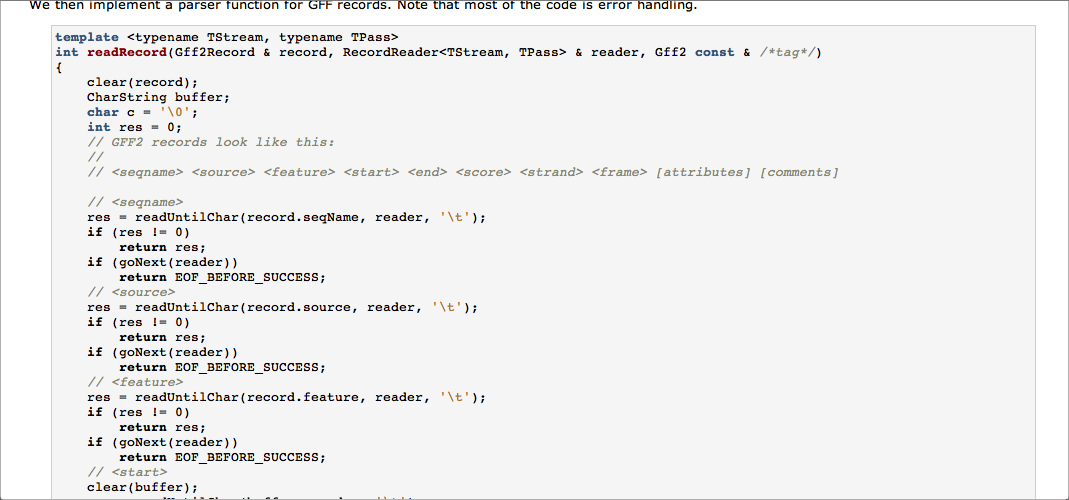 We then implement a parser function for GFF records. Note that most of the code is error handling.
template <typename TStream, typename TPass>
int readRecord(Gff2Record & record, RecordReader<TStream, TPass> & reader, Gff2 const & /*tag*/)
{
    clear(record);
    CharString buffer;
    char c = '\0';
    int res = 0;
    // GFF2 records look like this:
    //
    // <seqname> <source> <feature> <start> <end> <score> <strand> <frame> [attributes] [comments]
    // <seqname>
    res = readUntilChar(record.seqName, reader, '\t');
    if (res != 0)
        return res;
    if (goNext(reader))
        return EOF_BEFORE_SUCCESS;
    // <source>
    res = readUntilChar(record.source, reader, '\t');
    if (res != 0)
        return res;
    if (goNext(reader))
        return EOF_BEFORE_SUCCESS;
    // <feature>
    res = readUntilChar(record.feature, reader, '\t');
    if (res != 0)
        return res;
    if (goNext(reader))
        return EOF_BEFORE_SUCCESS;
    // <start>
    clear(buffer);